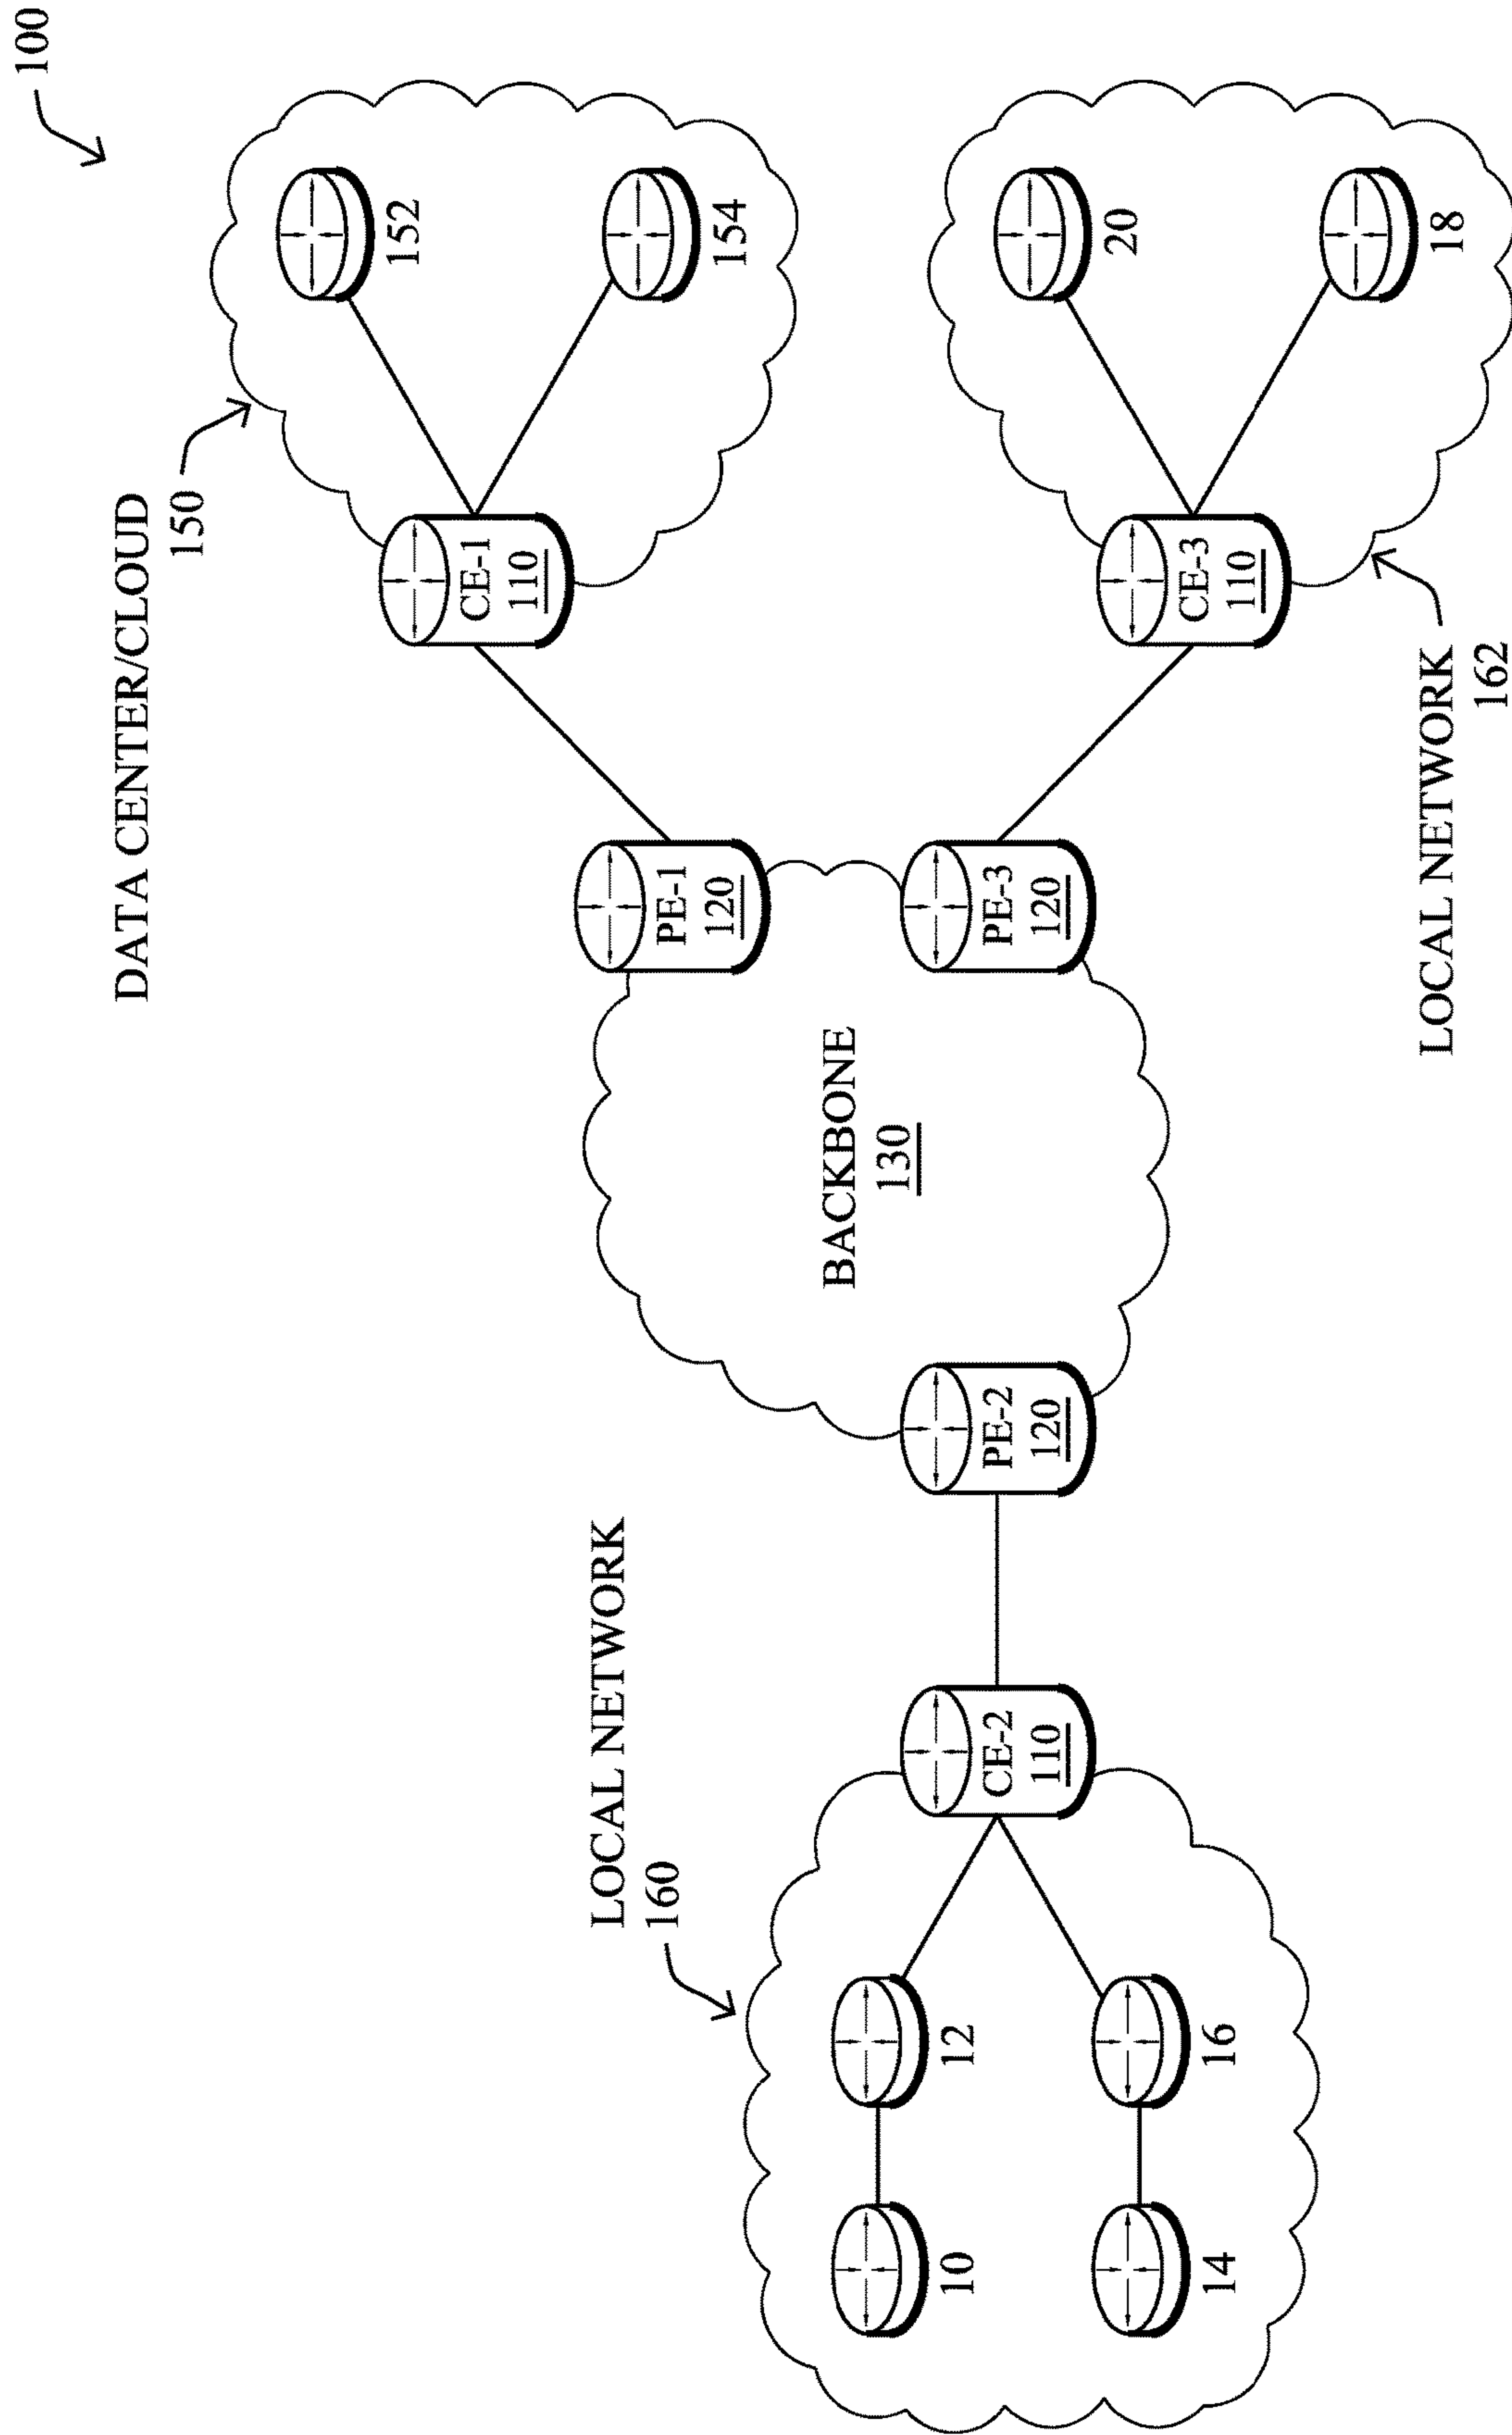 100
DATA CENTER/CLOUD
150
152
154
CE-1
110
PE-1
120
LOCAL NETWORK
160
BACKBONE
130
10
12
14
16
CE-2
110
PE-2
120
PE-3
120
CE-3
110
20
18
LOCAL NETWORK
162